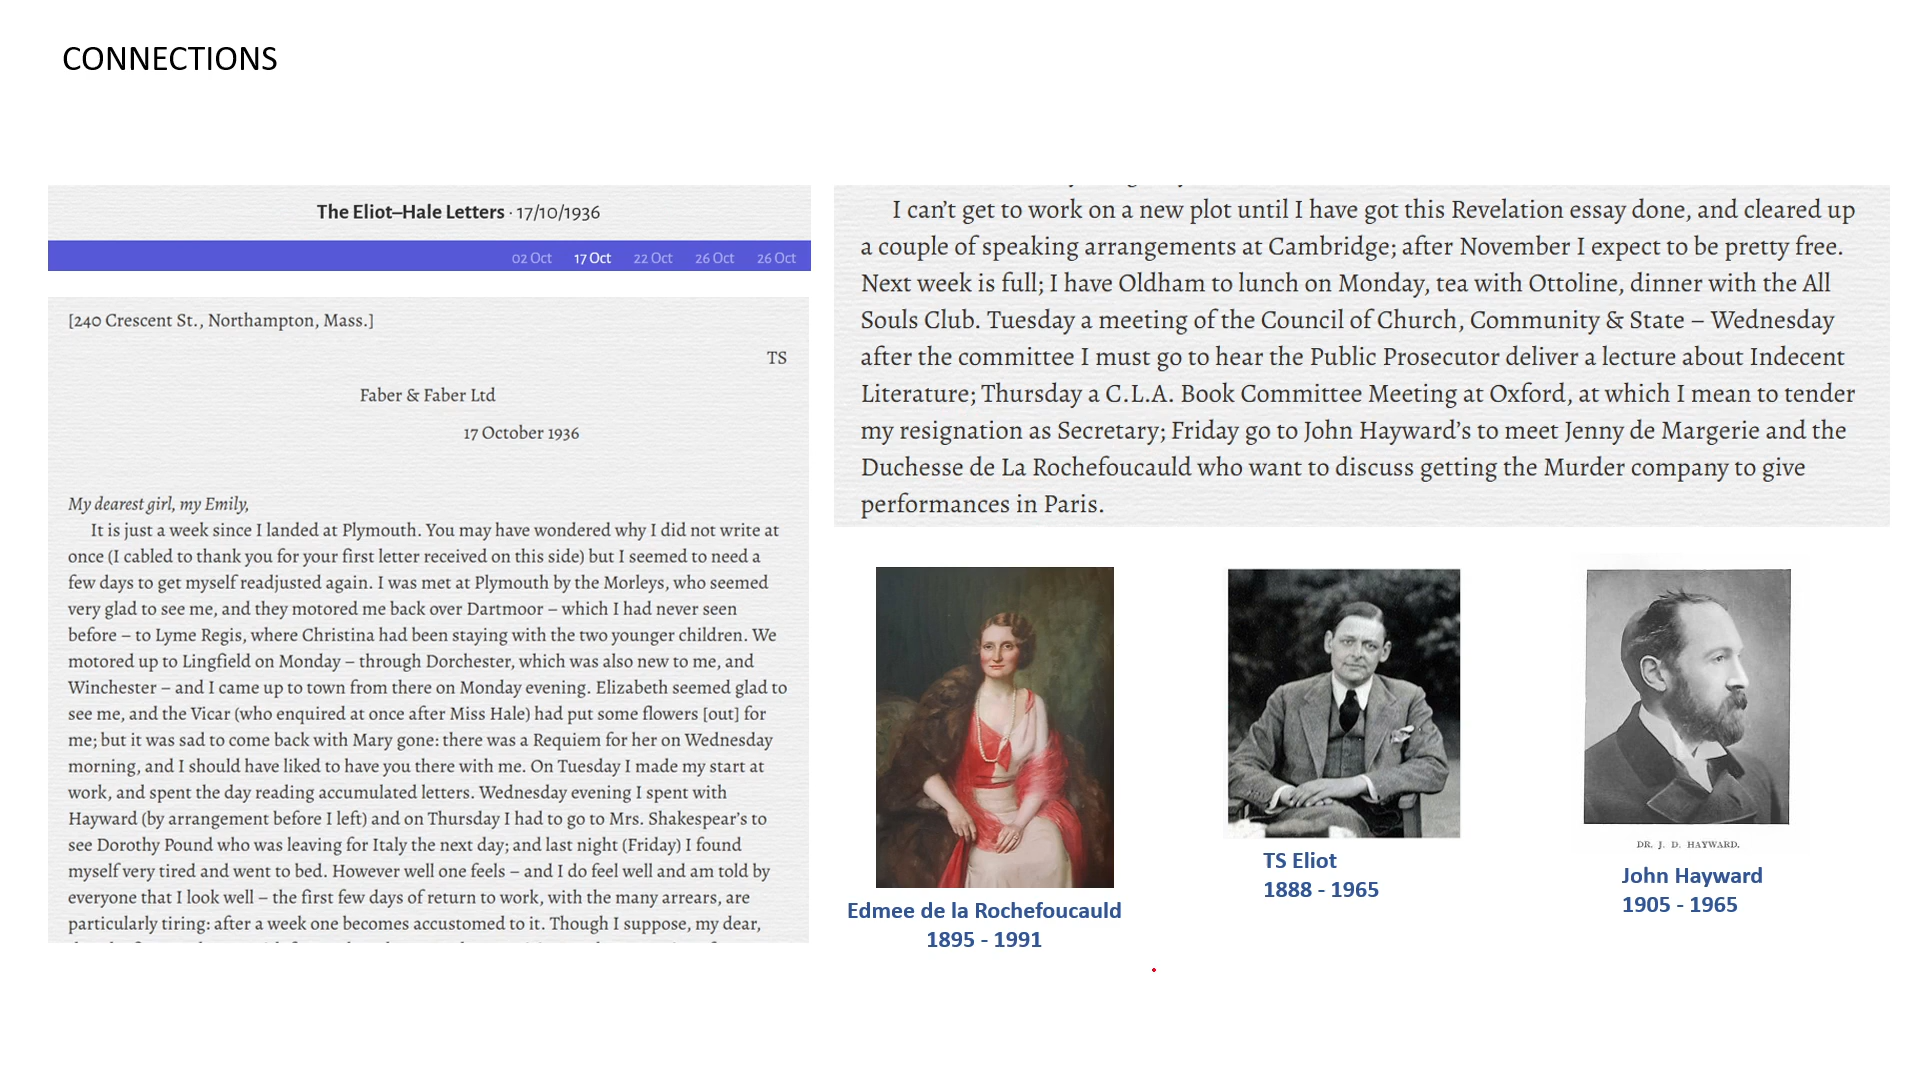 CONNECTIONS
The Eliot–Hale Letters · 17/10/1936
02 Oct 17 Oct 22 Oct 26 Oct 26 Oct
[240 Crescent St., Northampton, Mass.]
TS
Faber & Faber Ltd
17 October 1936
My dearest girl, my Emily,
It is just a week since I landed at Plymouth. You may have wondered why I did not write at
once (I cabled to thank you for your first letter received on this side) but I seemed to need a
few days to get myself readjusted again. I was met at Plymouth by the Morleys, who seemed
very glad to see me, and they motored me back over Dartmoor – which I had never seen
before – to Lyme Regis, where Christina had been staying with the two younger children. We
motored up to Lingfield on Monday – through Dorchester, which was also new to me, and
Winchester – and I came up to town from there on Monday evening. Elizabeth seemed glad to
see me, and the Vicar (who enquired at once after Miss Hale) had put some flowers [out] for
me; but it was sad to come back with Mary gone: there was a Requiem for her on Wednesday
morning, and I should have liked to have you there with me. On Tuesday I made my start at
work, and spent the day reading accumulated letters. Wednesday evening I spent with
Hayward (by arrangement before I left) and on Thursday I had to go to Mrs. Shakespear's to
see Dorothy Pound who was leaving for Italy the next day; and last night (Friday) I found
myself very tired and went to bed. However well one feels – and I do feel well and am told by
everyone that I look well – the first few days of return to work, with the many arrears, are
particularly tiring: after a week one becomes accustomed to it. Though I suppose, my dear,
I can't get to work on a new plot until I have got this Revelation essay done, and cleared up
a couple of speaking arrangements at Cambridge; after November I expect to be pretty free.
Next week is full; I have Oldham to lunch on Monday, tea with Ottoline, dinner with the All
Souls Club. Tuesday a meeting of the Council of Church, Community & State – Wednesday
after the committee I must go to hear the Public Prosecutor deliver a lecture about Indecent
Literature; Thursday a C.L.A. Book Committee Meeting at Oxford, at which I mean to tender
my resignation as Secretary; Friday go to John Hayward's to meet Jenny de Margerie and the
Duchesse de La Rochefoucauld who want to discuss getting the Murder company to give
performances in Paris.
Edmee de la Rochefoucauld
1895 - 1991
TS Eliot
1888 - 1965
DR. J. D. HAYWARD.
John Hayward
1905 - 1965